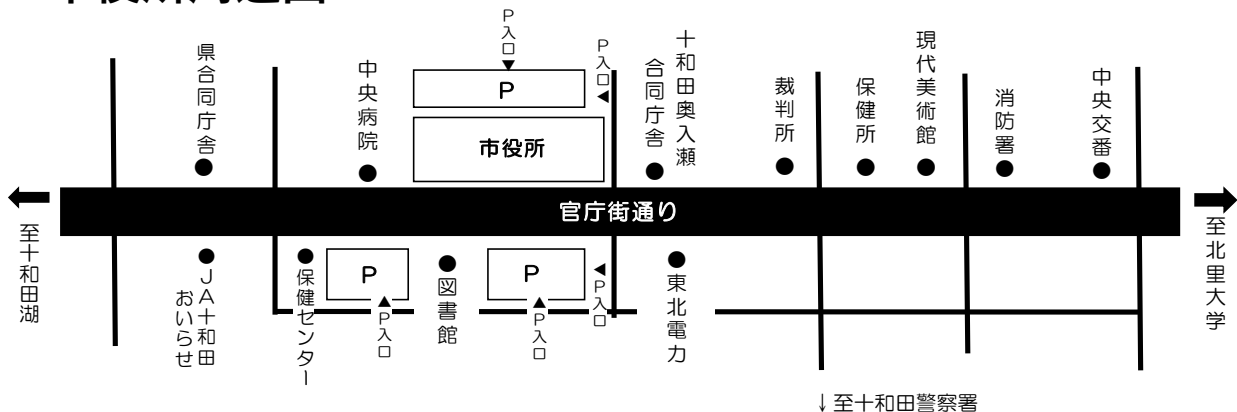 市役所周辺図
P入口
P入口
県合同庁舎
中央病院
P
市役所
十和田奥入瀬
合同庁舎
裁判所
保健所
現代美術館
消防署
中央交番
官庁街通り
至十和田湖
至北里大学
JA十和田
おいらせ
保健センター
P
P入口
図書館
P
P入口
P入口
東北電力
↓至十和田警察署